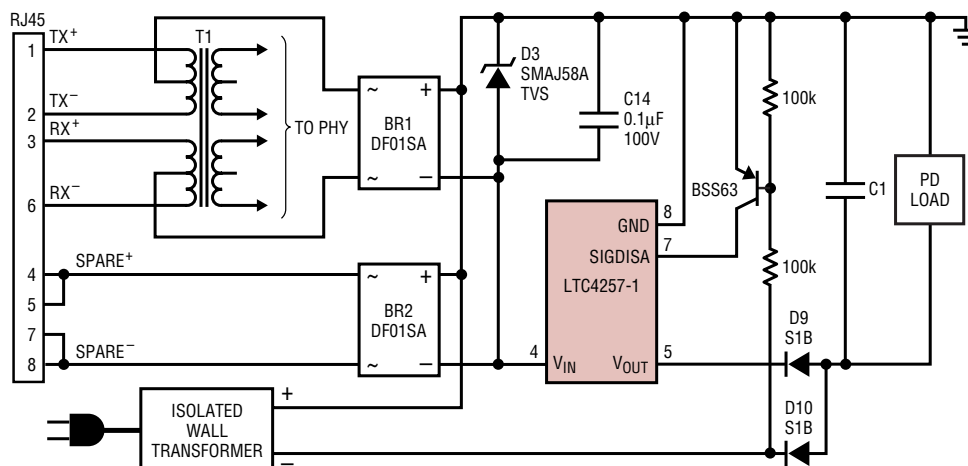 RJ45
1
TX+
2
TX−
3
RX+
6
RX−
4
SPARE+
5
7
8
SPARE−
T1
TO PHY
~
+
BR1
DF01SA
~
−
~
+
BR2
DF01SA
~
−
D3
SMAJ58A
TVS
C14
0.1µF
100V
100k
BSS63
C1
PD
LOAD
GND
8
SIGDISA
7
LTC4257-1
4
VIN
VOUT
5
100k
D9
S1B
D10
S1B
ISOLATED
WALL
TRANSFORMER
+
−